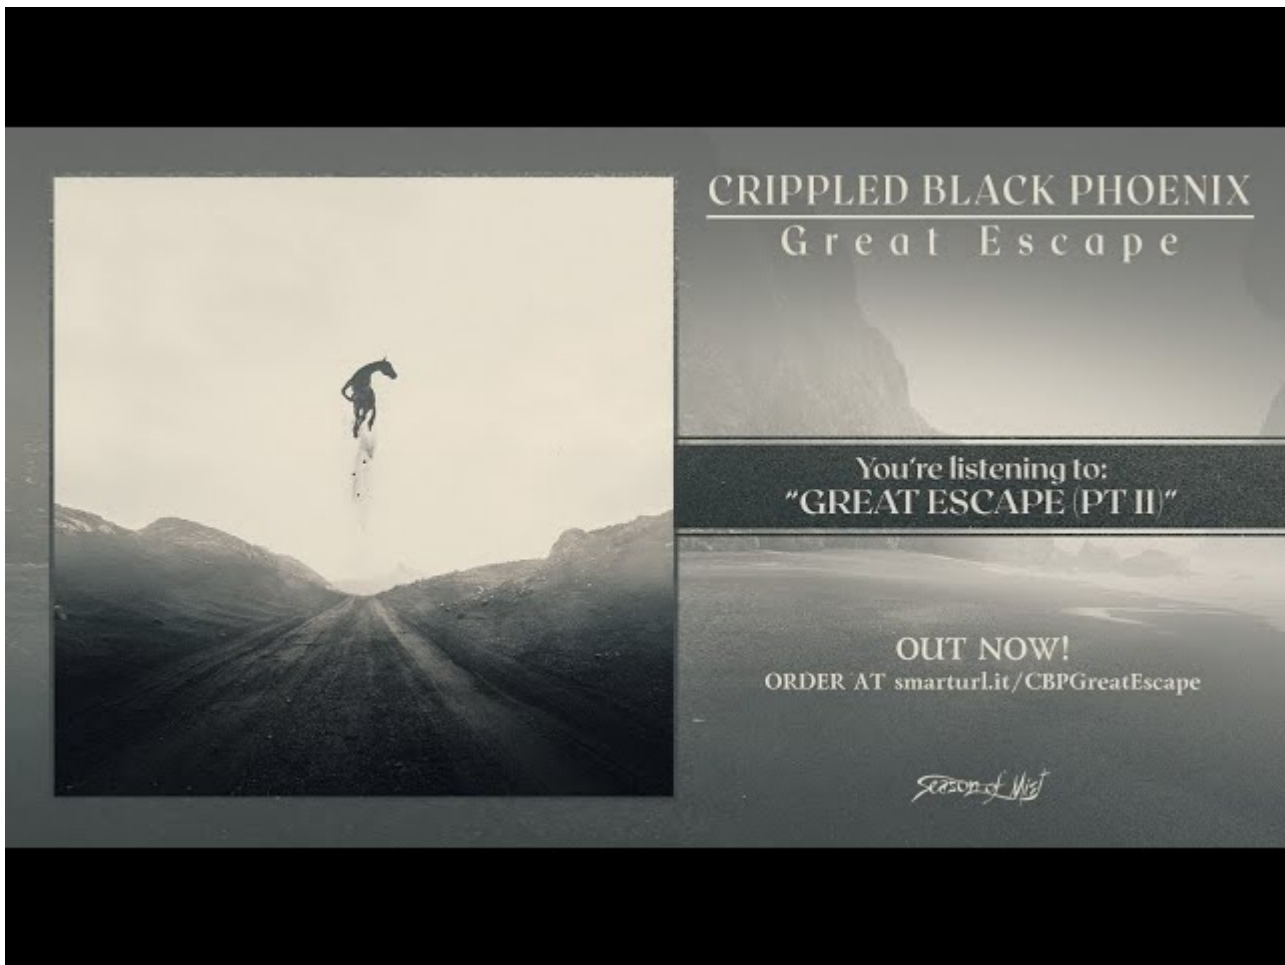 CRIPPLED BLACK PHOENIX
Great Escape
You're listening to:
"GREAT ESCAPE (PT II)"
OUT NOW!
ORDER AT smarturl.it/CBPGreatEscape
Season of Mist